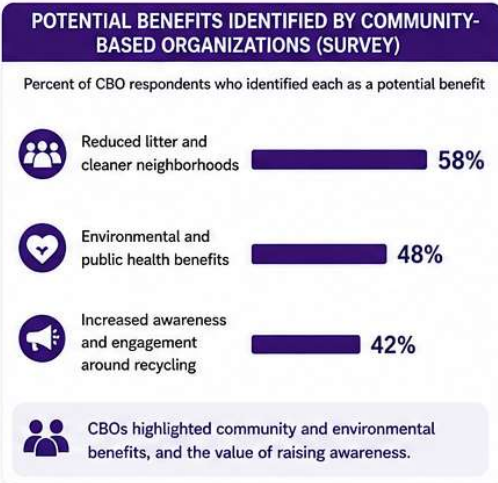 POTENTIAL BENEFITS IDENTIFIED BY COMMUNITY-
BASED ORGANIZATIONS (SURVEY)
Percent of CBO respondents who identified each as a potential benefit
Reduced litter and
cleaner neighborhoods
58%
Environmental and
public health benefits
48%
Increased awareness
and engagement
around recycling
42%
CBOs highlighted community and environmental
benefits, and the value of raising awareness.